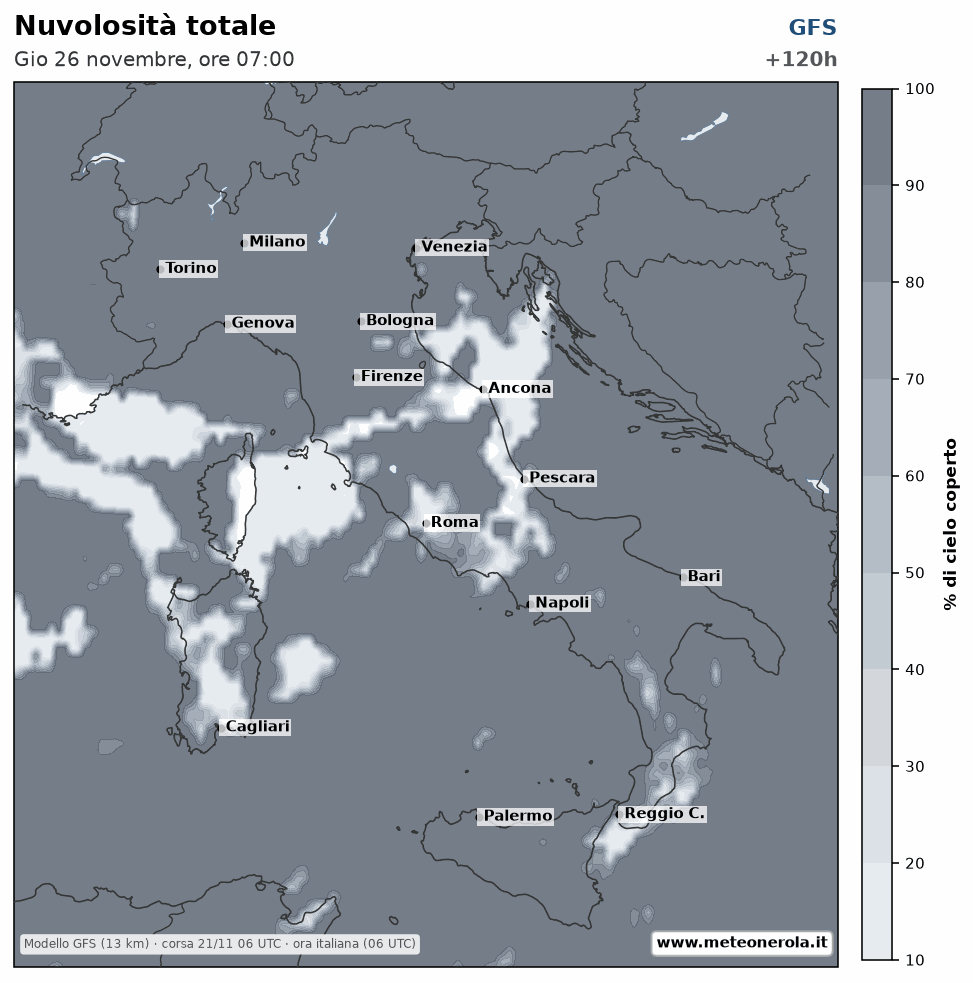 Nuvolosità totale
GFS
Gio 26 novembre, ore 07:00
+120h
100
90
80
70
60
50
40
30
20
10
% di cielo coperto
Milano
Venezia
Torino
Genova
Bologna
Firenze
Ancona
Pescara
Roma
Bari
Napoli
Cagliari
Palermo
Reggio C.
Modello GFS (13 km) · corsa 21/11 06 UTC · ora italiana (06 UTC)
www.meteonerola.it